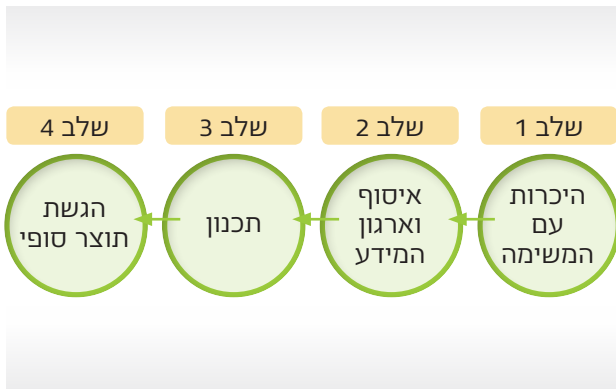 שלב 1
היכרות
עם
המשימה
שלב 2
איסוף
וארגון
המידע
שלב 3
תכנון
שלב 4
הגשת
תוצר סופי